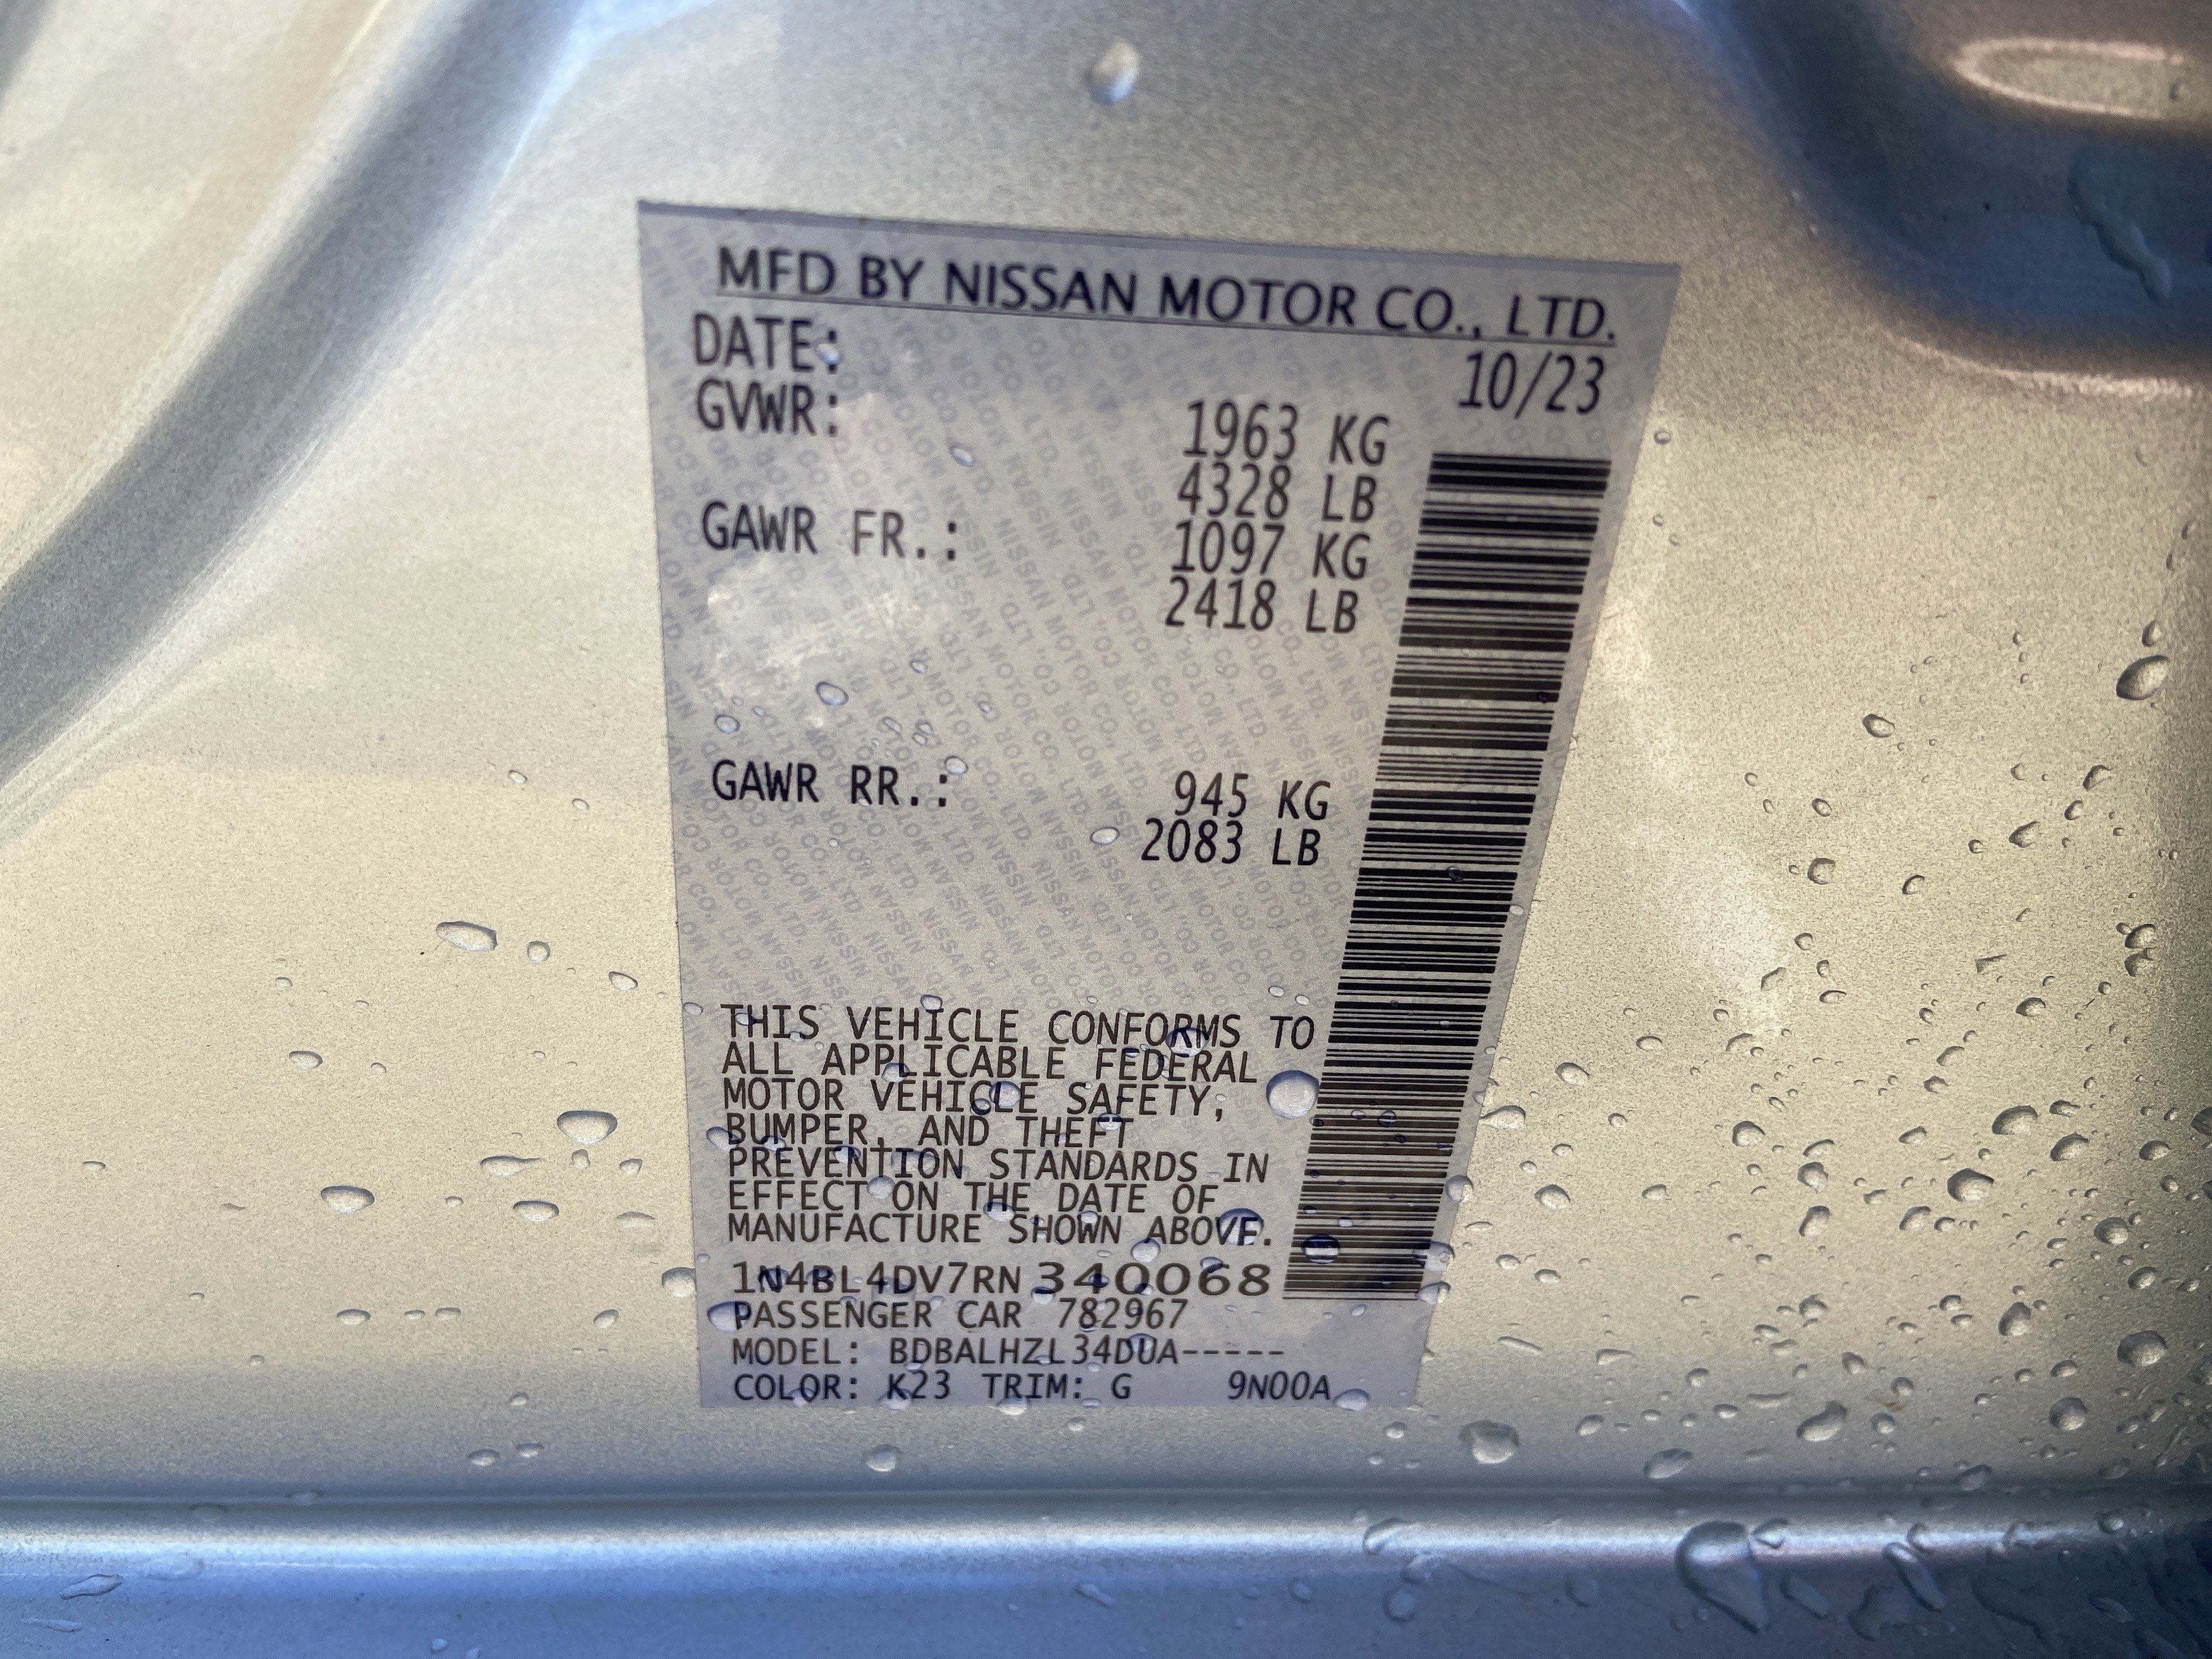 MFD BY NISSAN MOTOR CO., LTD.
DATE: 10/23
GVWR: 1963 KG
4328 LB
GAWR FR.: 1097 KG
2418 LB
GAWR RR.: 945 KG
2083 LB
THIS VEHICLE CONFORMS TO
ALL APPLICABLE FEDERAL
MOTOR VEHICLE SAFETY,
BUMPER, AND THEFT
PREVENTION STANDARDS IN
EFFECT ON THE DATE OF
MANUFACTURE SHOWN ABOVE.
1N4BL4DV7RN340068
PASSENGER CAR 782967
MODEL: BDBALHZL34DUA-----
COLOR: K23 TRIM: G 9N00A